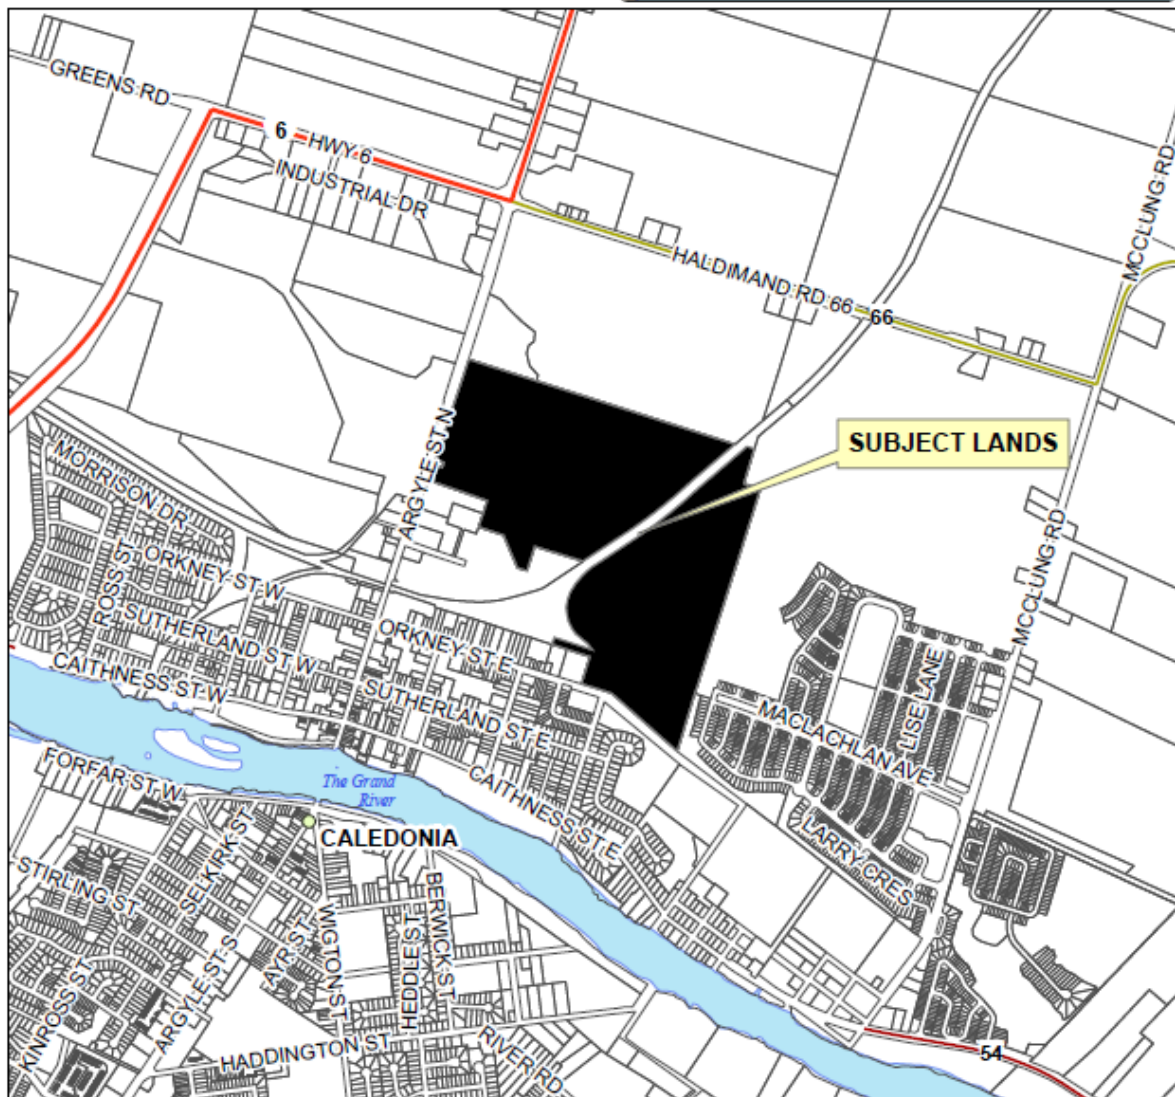 GREENS RD
6
HWY 6
INDUSTRIAL DR
MCCLUNG RD
HALDIMAND RD 66
66
ARGYLE ST N
SUBJECT LANDS
MORRISON DR
ROSS ST
ORKNEY ST W
SUTHERLAND ST W
CAITHNESS ST W
ORKNEY ST E
SUTHERLAND ST E
CAITHNESS ST E
MCCLUNG RD
LISE LANE
MACLACHLAN AVE
LARRY CRES
The Grand
River
FORFAR ST W
CALEDONIA
STIRLING ST
SELKIRK ST
KINROSS ST
ARGYLE ST S
AYR ST
WIGTON ST
HEDDLE ST
BERWICK ST
HADDINGTON ST
RIVER RD
54